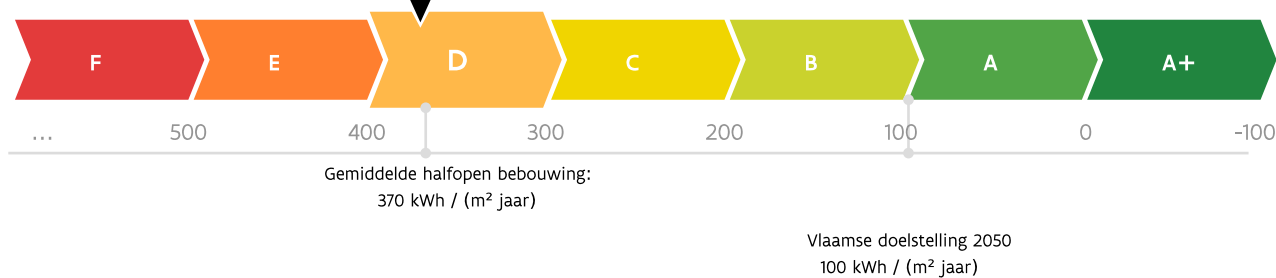 F E D C B A A+
... 500 400 300 200 100 0 -100
Gemiddelde halfopen bebouwing:
370 kWh / (m² jaar)
Vlaamse doelstelling 2050
100 kWh / (m² jaar)